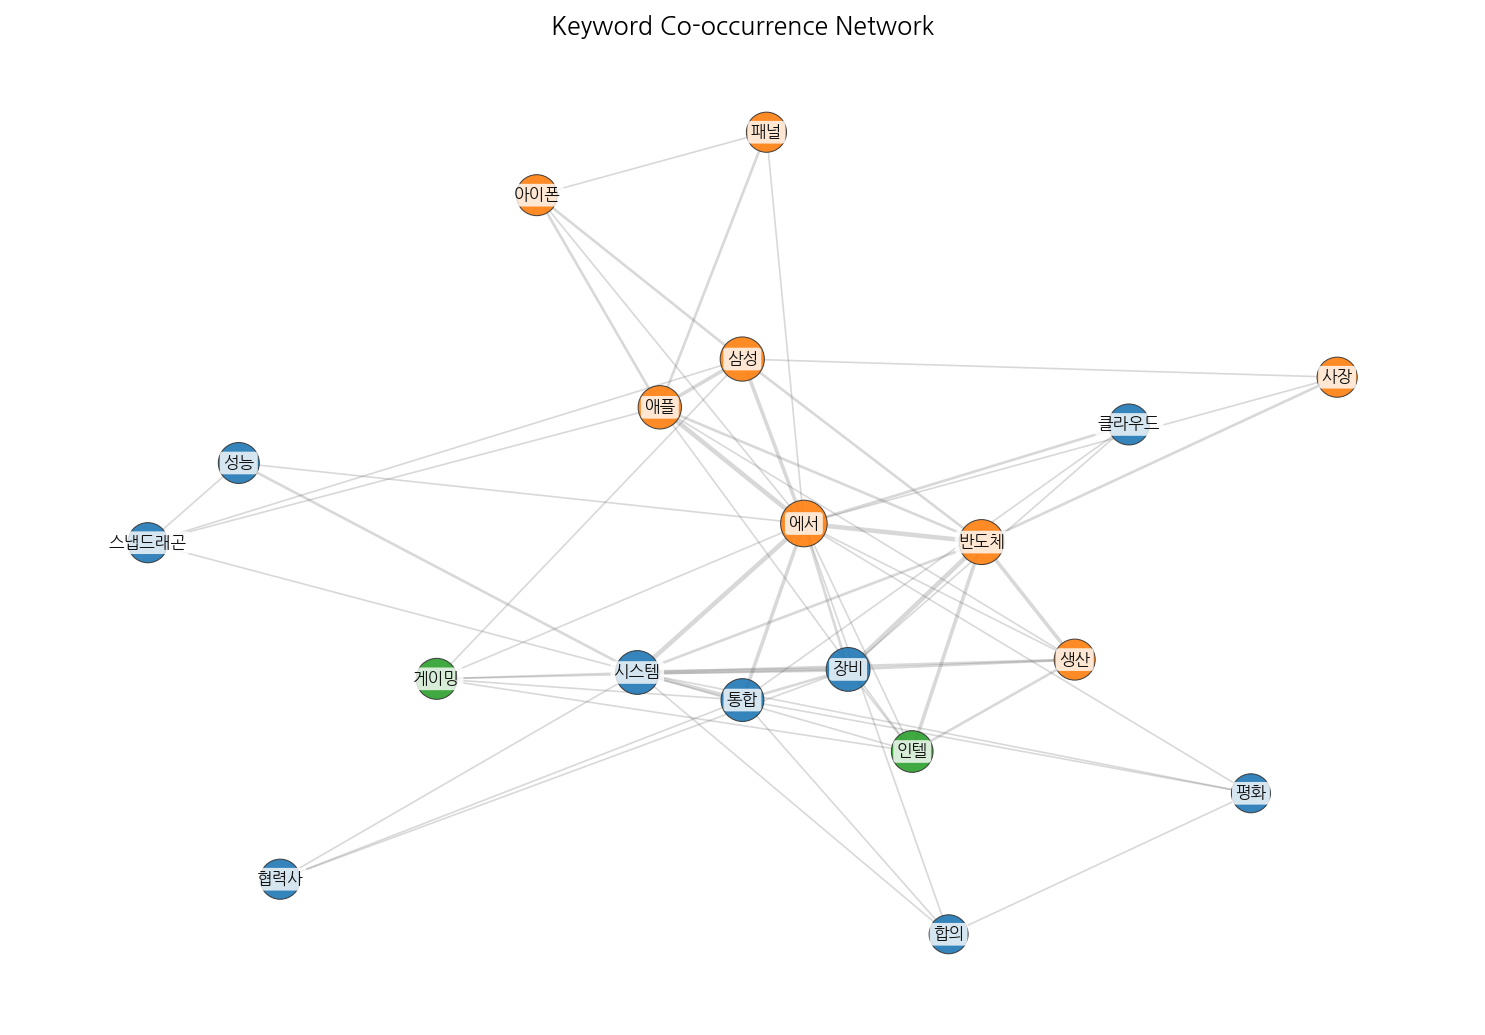 Keyword Co-occurrence Network
패널
아이폰
삼성
사장
애플
클라우드
성능
에서
스냅드래곤
반도체
생산
장비
시스템
게이밍
통합
인텔
평화
협력사
합의